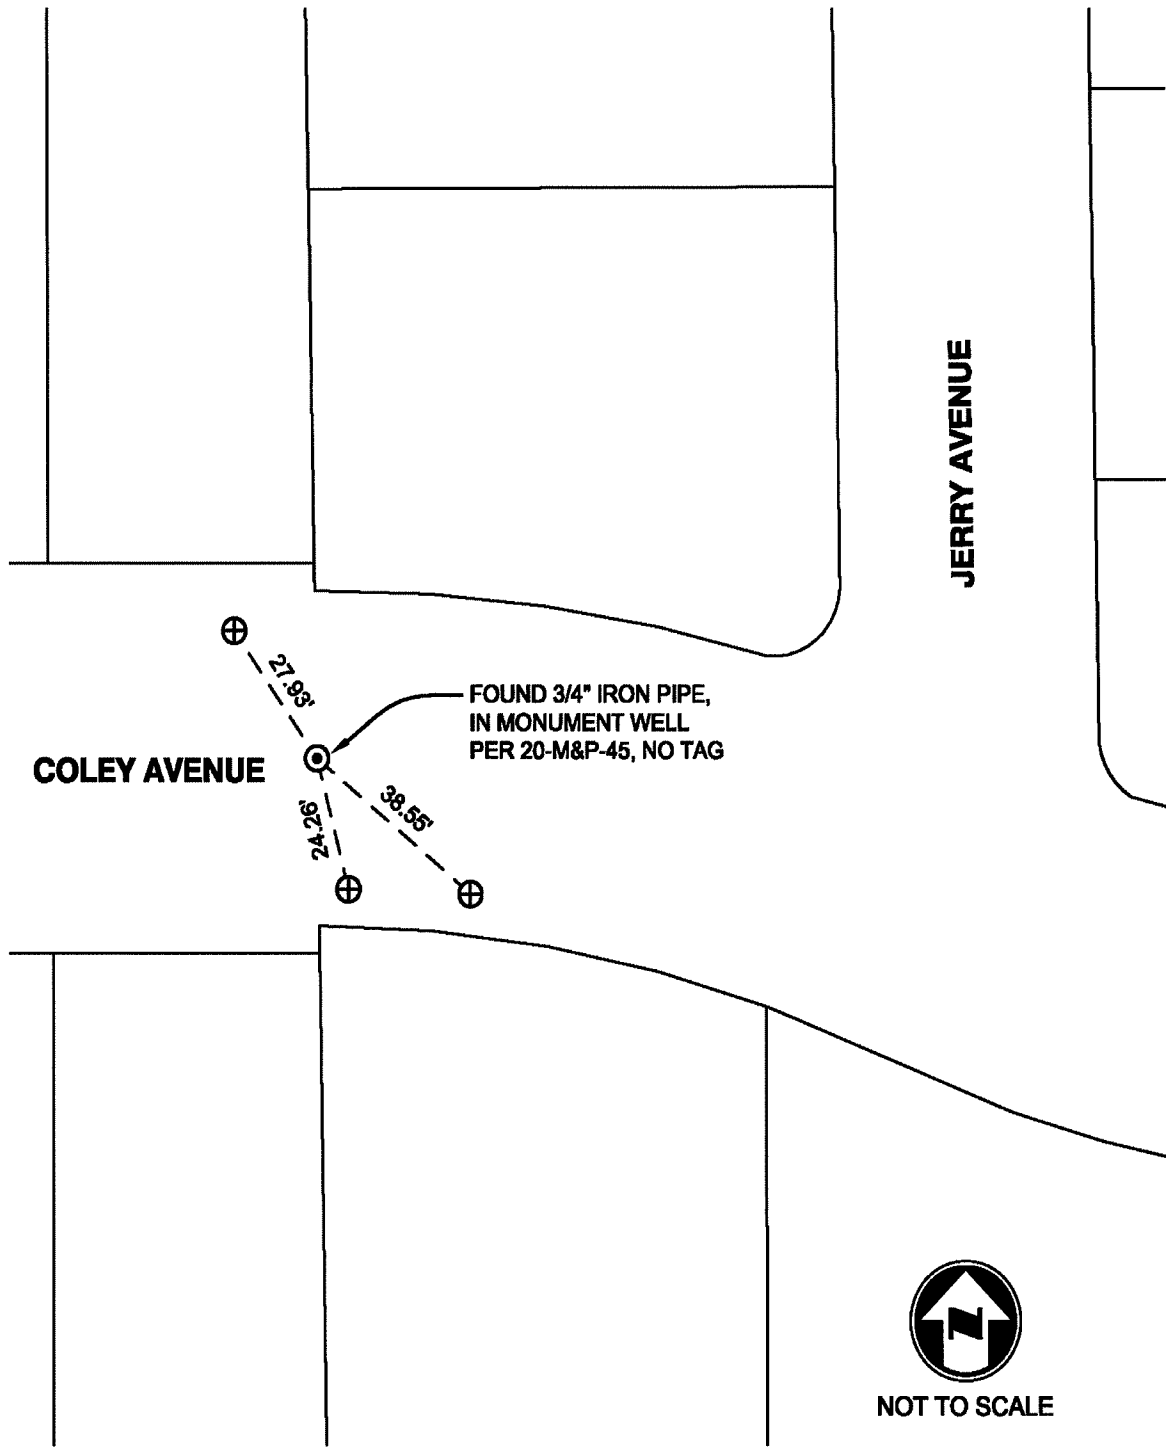 JERRY AVENUE
27.93'
FOUND 3/4" IRON PIPE,
IN MONUMENT WELL
PER 20-M&P-45, NO TAG
COLEY AVENUE
38.55'
24.26'
N
NOT TO SCALE